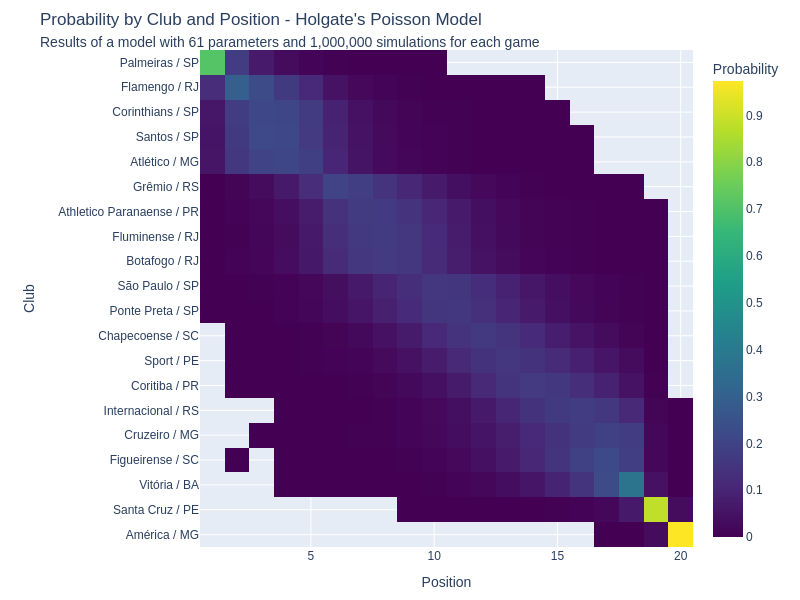 Probability by Club and Position - Holgate's Poisson Model
Results of a model with 61 parameters and 1,000,000 simulations for each game
Probability
Club
Palmeiras / SP
Flamengo / RJ
Corinthians / SP
Santos / SP
Atlético / MG
Grêmio / RS
Athletico Paranaense / PR
Fluminense / RJ
Botafogo / RJ
São Paulo / SP
Ponte Preta / SP
Chapecoense / SC
Sport / PE
Coritiba / PR
Internacional / RS
Cruzeiro / MG
Figueirense / SC
Vitória / BA
Santa Cruz / PE
América / MG
0.9
0.8
0.7
0.6
0.5
0.4
0.3
0.2
0.1
0
5 10 15 20
Position